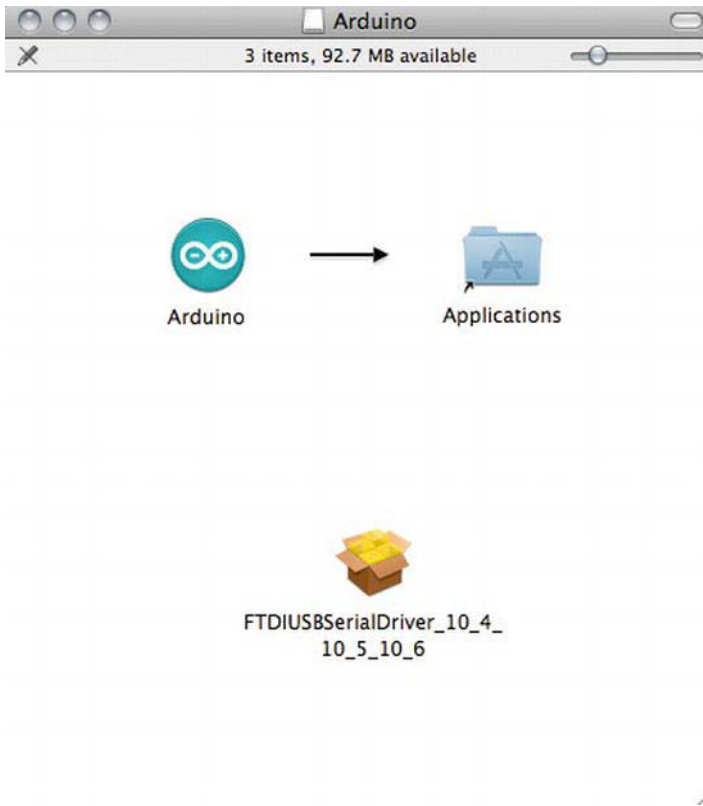 Arduino
3 items, 92.7 MB available
Arduino
Applications
FTDIUSBSerialDriver_10_4_
10_5_10_6